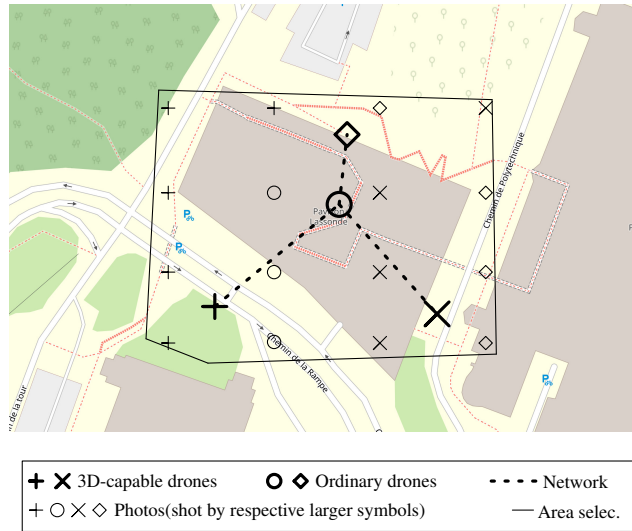 Chemin de Polytechnique
Lassonde
Chemin de la Rampe
n de la tour
3D-capable drones
Ordinary drones
Network
Photos(shot by respective larger symbols)
Area selec.